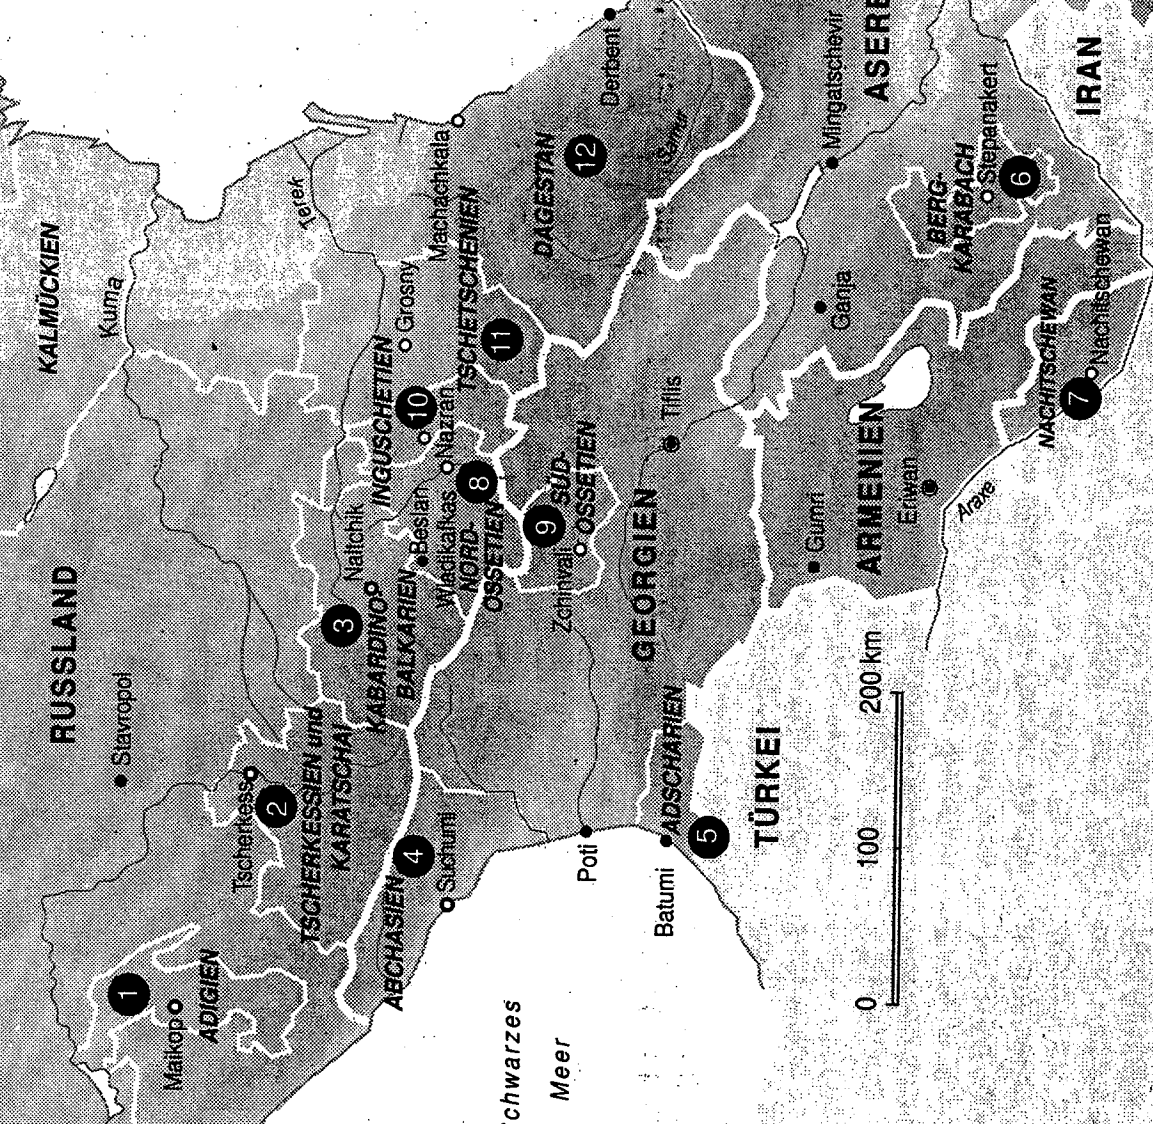 KALMÜCKIEN
Kuma
RUSSLAND
Stavropol
Terek
Machachkala
Derbent
Samur
DAGESTAN
12
TSCHETSCHENIEN
11
Grosny
INGUSCHETIEN
10
Nazran
Naltchik
3
KABARDINO
BALKARIEN
Beslan
Wladikafkas
8
NORD-
OSSETIEN
9
SÜD-
OSSETIEN
Zchinvali
Tscherkess
2
TSCHERKESSIEN und
KARATSCHAI
1
Maikop
ADIGIEN
ABCHASIEN
4
Suchumi
Poti
Batumi
ADSCHARIEN
5
chwarzes
Meer
GEORGIEN
Tiflis
TÜRKEI
Gumri
ARMENIEN
Eriwan
Araxe
Ganja
Mingatschevir
ASERB
BERG-
KARABACH
Stepanakert
6
NACHITSCHEWAN
Nachitschewan
7
IRAN
0 100 200 km